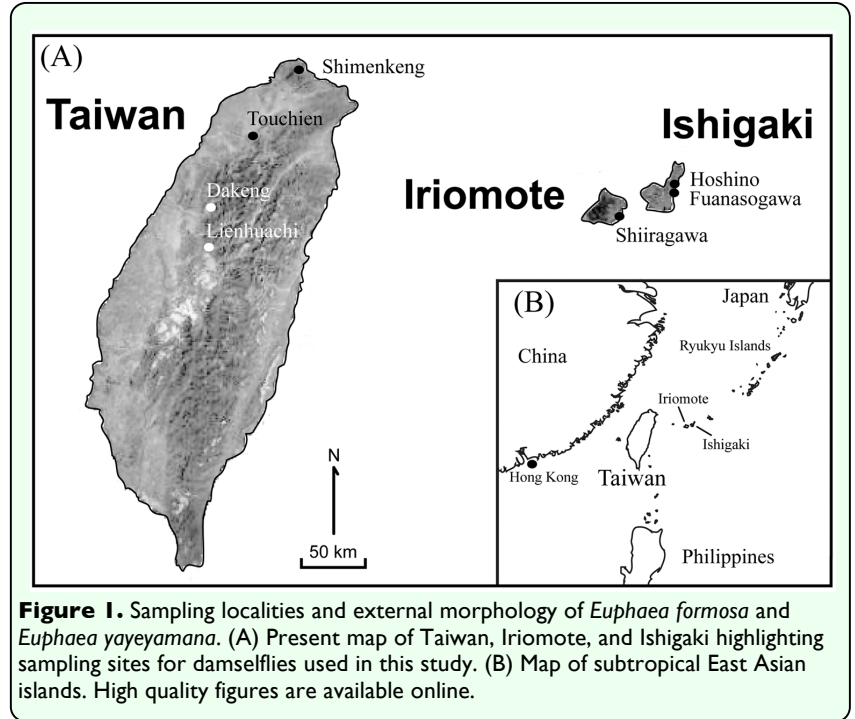 (A)
Shimenkeng
Taiwan
Touchien
Ishigaki
Dakeng
Iriomote
Hoshino
Fuanasogawa
Lienhuachi
Shiiragawa
(B)
Japan
China
Ryukyu Islands
Iriomote
Ishigaki
N
Hong Kong
Taiwan
50 km
Philippines
Figure 1. Sampling localities and external morphology of Euphaea formosa and
Euphaea yayeyamana. (A) Present map of Taiwan, Iriomote, and Ishigaki highlighting
sampling sites for damselflies used in this study. (B) Map of subtropical East Asian
islands. High quality figures are available online.